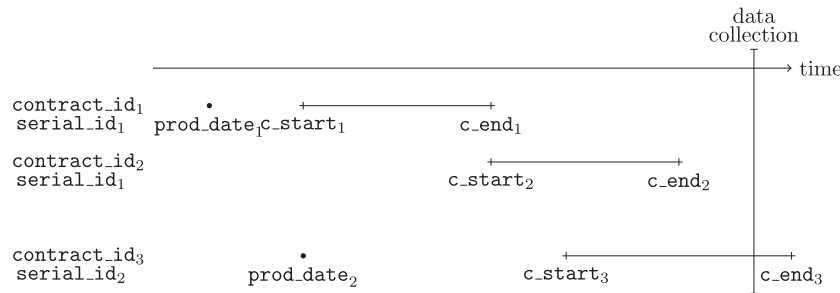 data
collection
time
contract_id₁
serial_id₁ prod_date₁ c_start₁ c_end₁
contract_id₂
serial_id₁ c_start₂ c_end₂
contract_id₃
serial_id₂ prod_date₂ c_start₃ c_end₃